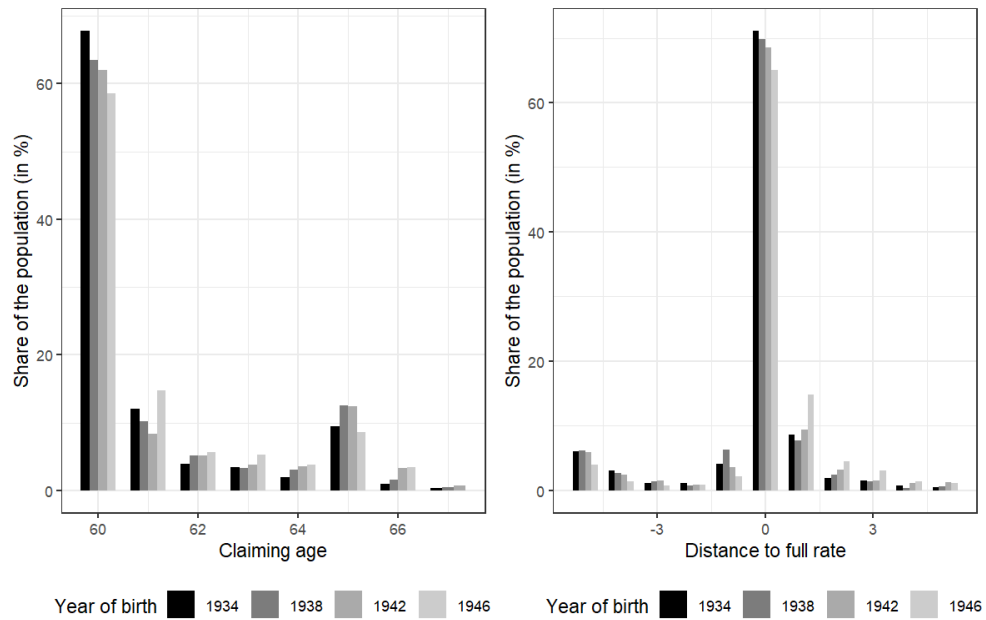 Share of the population (in %)
60
40
20
0
60 62 64 66
Claiming age
Year of birth 1934 1938 1942 1946
Share of the population (in %)
60
40
20
0
-3 0 3
Distance to full rate
Year of birth 1934 1938 1942 1946